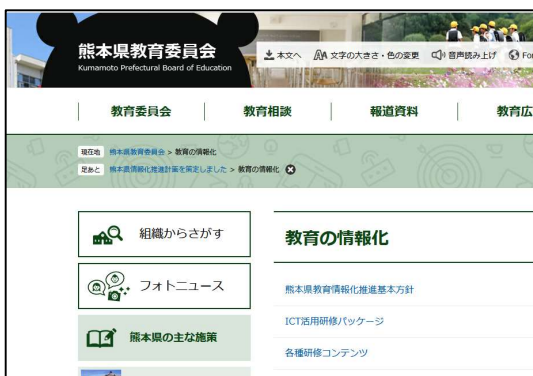 熊本県教育委員会
Kumamoto Prefectural Board of Education
本文へ 文字の大きさ・色の変更 音声読み上げ For
教育委員会 教育相談 報道資料 教育広
現在地 熊本県教育委員会 > 教育の情報化
足あと 熊本県情報化推進計画を策定しました > 教育の情報化
組織からさがす
フォトニュース
熊本県の主な施策
教育の情報化
熊本県教育情報化推進基本方針
ICT活用研修パッケージ
各種研修コンテンツ